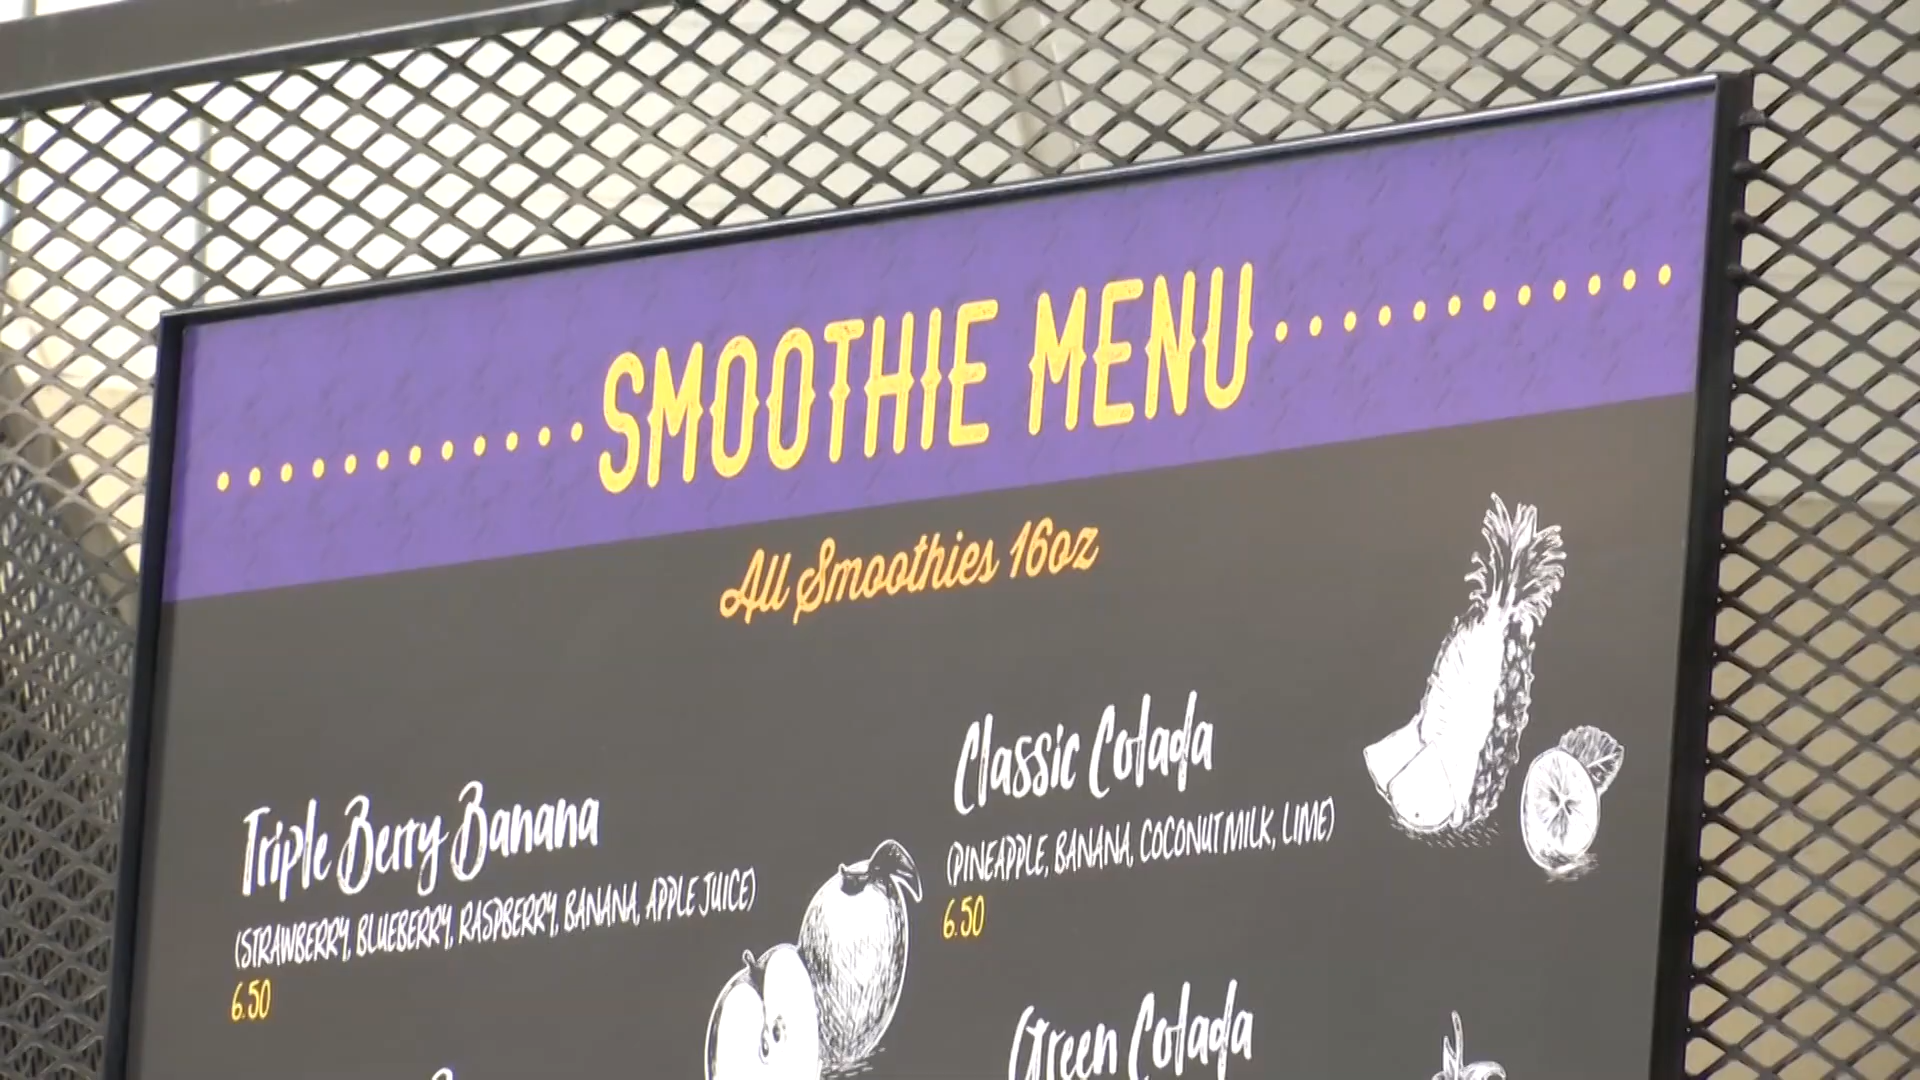 SMOOTHIE MENU
All Smoothies 16oz
Triple Berry Banana
(STRAWBERRY, BLUEBERRY, RASPBERRY, BANANA, APPLE JUICE)
6.50
Classic Colada
(PINEAPPLE, BANANA, COCONUT MILK, LIME)
6.50
Green Colada